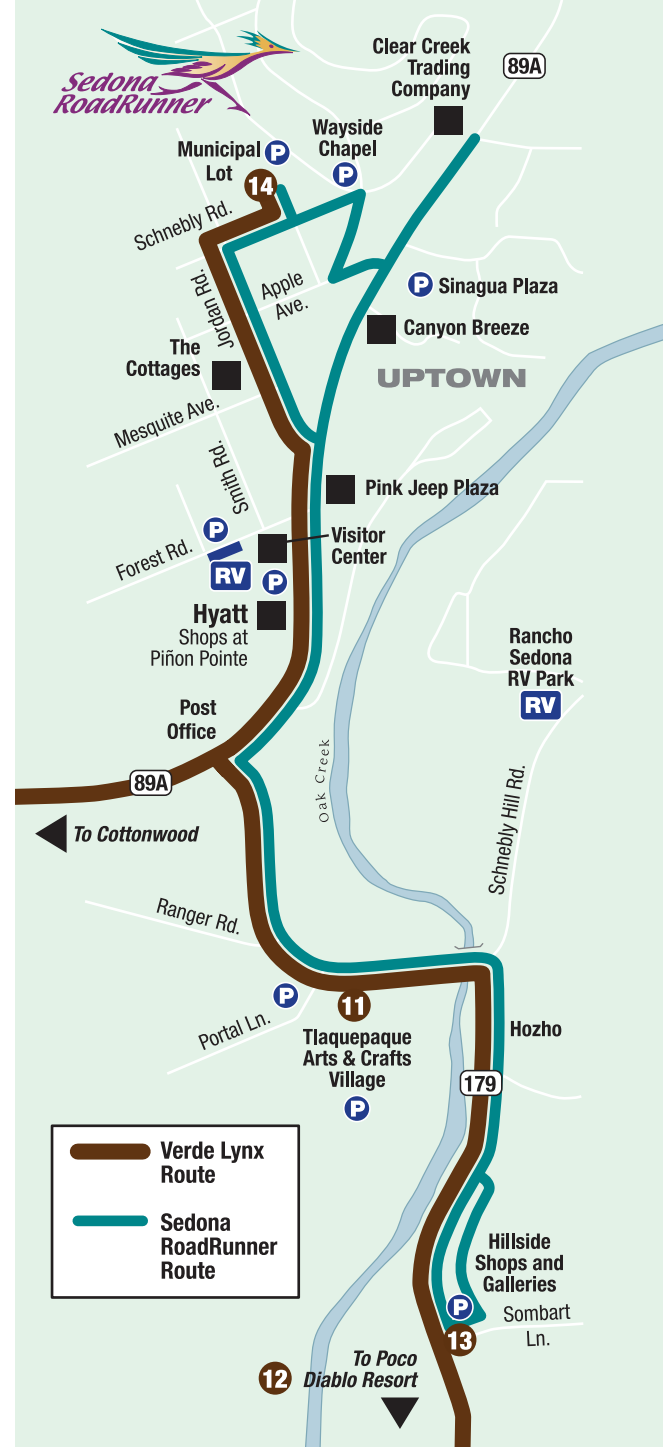 Sedona
RoadRunner
Clear Creek
Trading
Company
89A
Municipal
Lot
P
Wayside
Chapel
P
14
Schnebly Rd.
Jordan Rd.
Apple
Ave.
P Sinagua Plaza
Canyon Breeze
The
Cottages
UPTOWN
Mesquite Ave.
Smith Rd.
Pink Jeep Plaza
P
Forest Rd.
RV
Visitor
Center
P
Hyatt
Shops at
Piñon Pointe
Rancho
Sedona
RV Park
RV
Post
Office
Oak Creek
89A
To Cottonwood
Schnebly Hill Rd.
Ranger Rd.
P
Portal Ln.
11
Tlaquepaque
Arts & Crafts
Village
P
Hozho
179
Verde Lynx
Route
Sedona
RoadRunner
Route
Hillside
Shops and
Galleries
P
Sombart
Ln.
13
12
To Poco
Diablo Resort